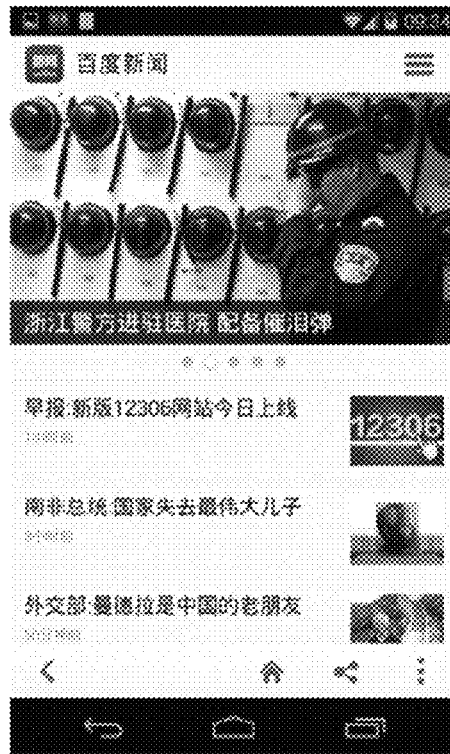 09:34
百度新闻
浙江警方进驻医院 配备催泪弹
早报:新版12306网站今日上线
12306
南非总统:国家失去最伟大儿子
外交部:曼德拉是中国的老朋友